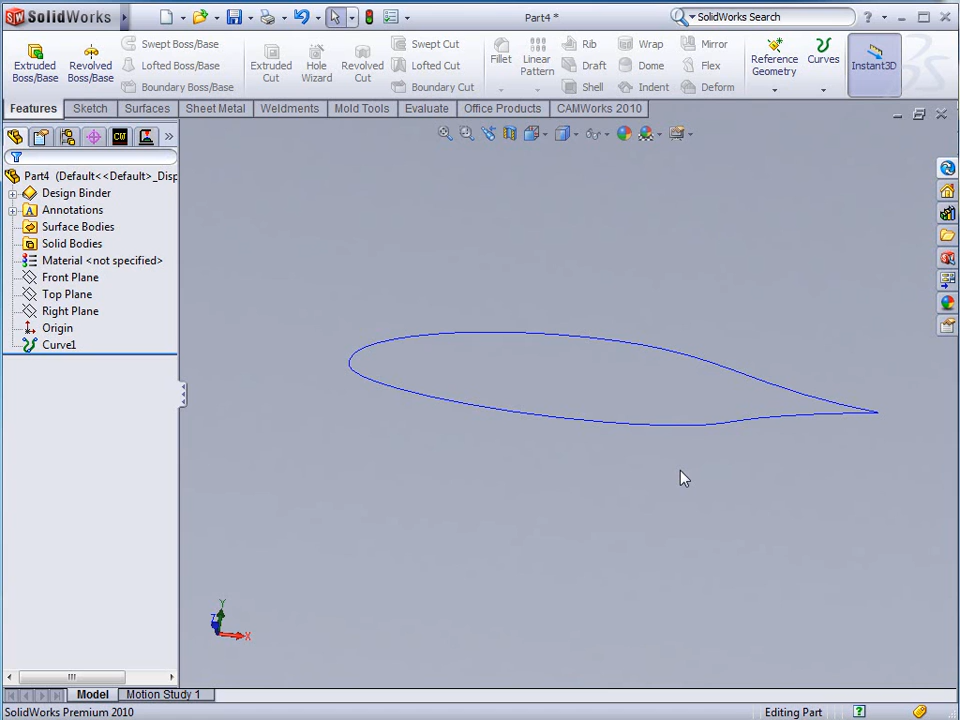 SolidWorks
Part4 *
SolidWorks Search
Extruded Boss/Base
Revolved Boss/Base
Swept Boss/Base
Lofted Boss/Base
Boundary Boss/Base
Extruded Cut
Hole Wizard
Revolved Cut
Swept Cut
Lofted Cut
Boundary Cut
Fillet
Linear Pattern
Rib
Draft
Shell
Wrap
Dome
Indent
Mirror
Flex
Deform
Reference Geometry
Curves
Instant3D
Features
Sketch
Surfaces
Sheet Metal
Weldments
Mold Tools
Evaluate
Office Products
CAMWorks 2010
Part4 (Default<<Default>_Disp
Design Binder
Annotations
Surface Bodies
Solid Bodies
Material <not specified>
Front Plane
Top Plane
Right Plane
Origin
Curve1
Y
Z
X
Model
Motion Study 1
SolidWorks Premium 2010
Editing Part